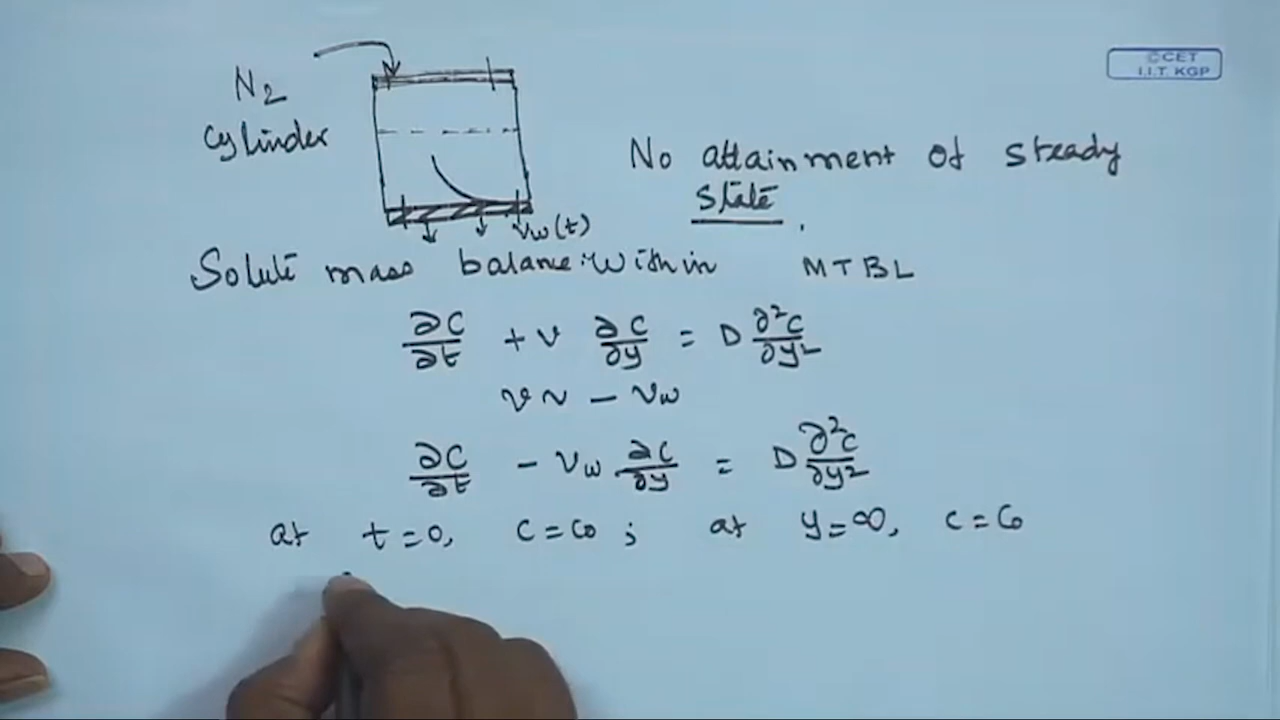 N₂
cylinder
©CET
I.I.T. KGP
No attainment of steady
state.
vw(t)
Solute mass balance: Within MTBL
∂C/∂t + v ∂C/∂y = D ∂²C/∂y²
v ~ − vw
∂C/∂t − vw ∂C/∂y = D ∂²C/∂y²
at t=0, C=C0 ; at y=∞, C=C0